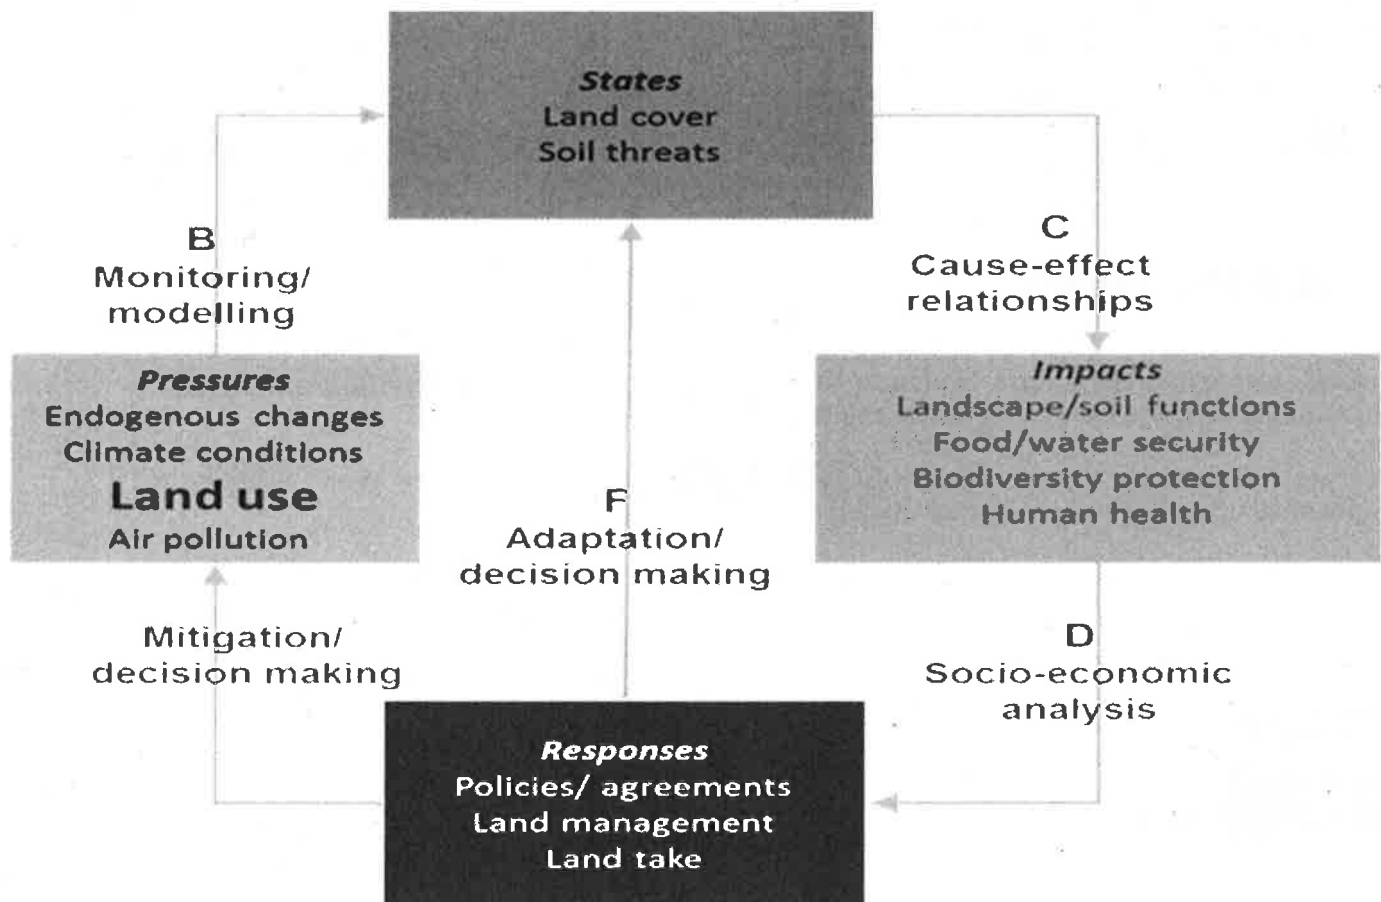 States
Land cover
Soil threats
B
Monitoring/
modelling
C
Cause-effect
relationships
Pressures
Endogenous changes
Climate conditions
Land use
Air pollution
Impacts
Landscape/soil functions
Food/water security
Biodiversity protection
Human health
F
Adaptation/
decision making
Mitigation/
decision making
D
Socio-economic
analysis
Responses
Policies/ agreements
Land management
Land take